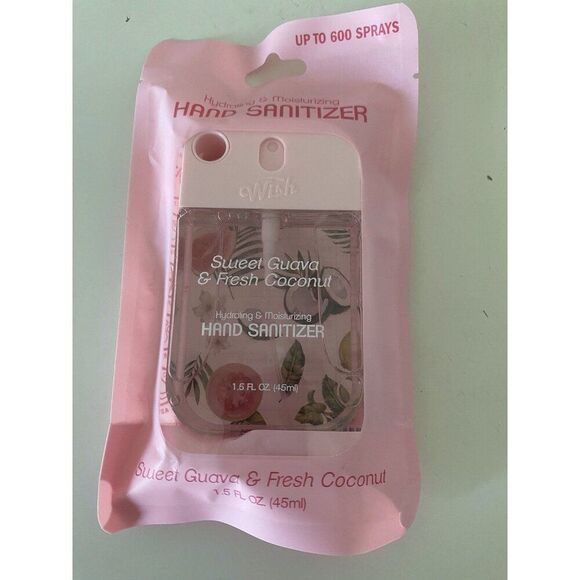 UP TO 600 SPRAYS
Hydrating & Moisturizing
HAND SANITIZER
Wish
Sweet Guava
& Fresh Coconut
Hydrating & Moisturizing
HAND SANITIZER
1.5 FL OZ (45ml)
Sweet Guava & Fresh Coconut
1.5 FL OZ (45ml)